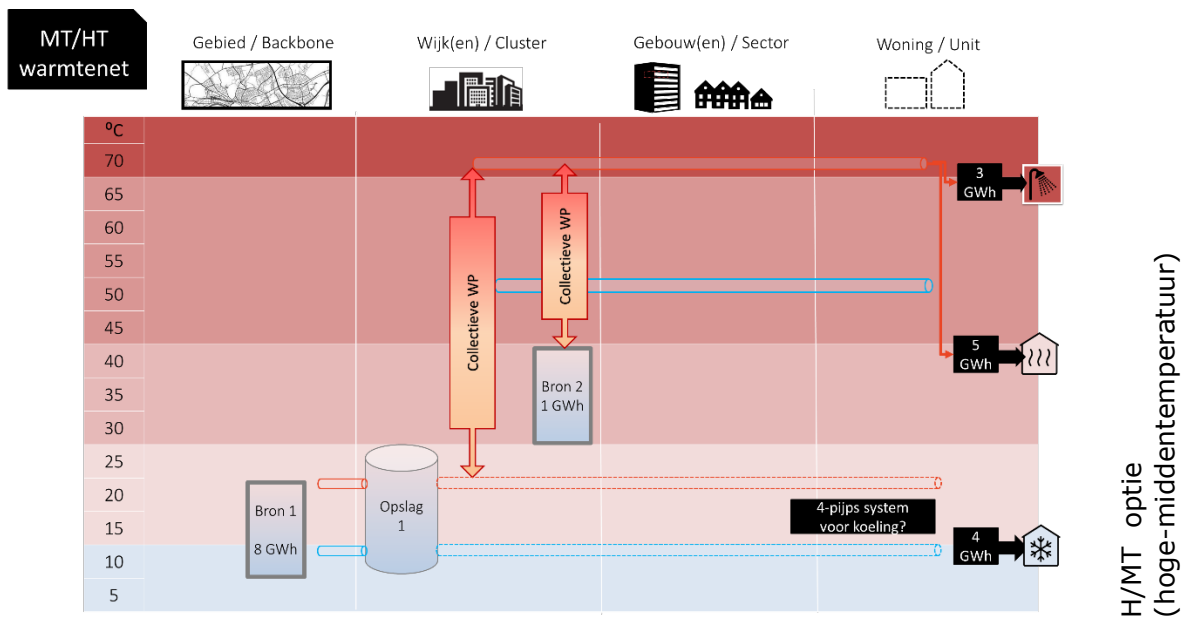 MT/HT
warmtenet
Gebied / Backbone
Wijk(en) / Cluster
Gebouw(en) / Sector
Woning / Unit
ºC
70
65
60
55
50
45
40
35
30
25
20
15
10
5
Collectieve WP
Collectieve WP
Bron 2
1 GWh
Bron 1
8 GWh
Opslag
1
4-pijps system
voor koeling?
3
GWh
5
GWh
4
GWh
H/MT optie
(hoge-middentemperatuur)